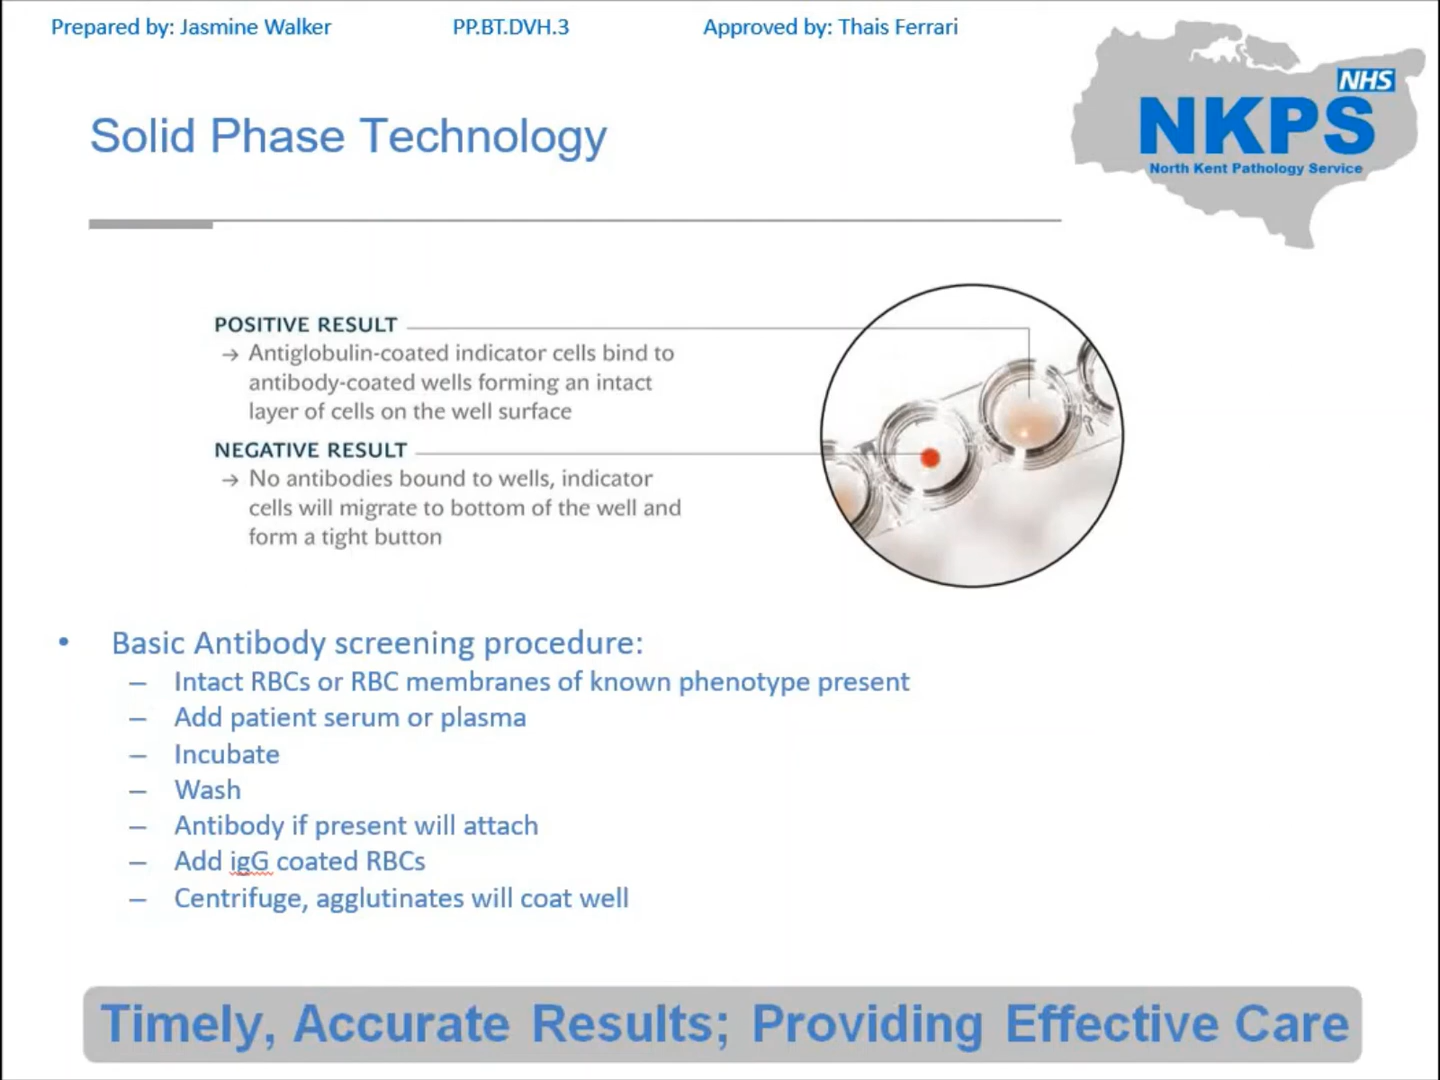 Prepared by: Jasmine Walker PP.BT.DVH.3 Approved by: Thais Ferrari
NHS
NKPS
North Kent Pathology Service
Solid Phase Technology
POSITIVE RESULT
→ Antiglobulin-coated indicator cells bind to
antibody-coated wells forming an intact
layer of cells on the well surface
NEGATIVE RESULT
→ No antibodies bound to wells, indicator
cells will migrate to bottom of the well and
form a tight button
• Basic Antibody screening procedure:
– Intact RBCs or RBC membranes of known phenotype present
– Add patient serum or plasma
– Incubate
– Wash
– Antibody if present will attach
– Add igG coated RBCs
– Centrifuge, agglutinates will coat well
Timely, Accurate Results; Providing Effective Care